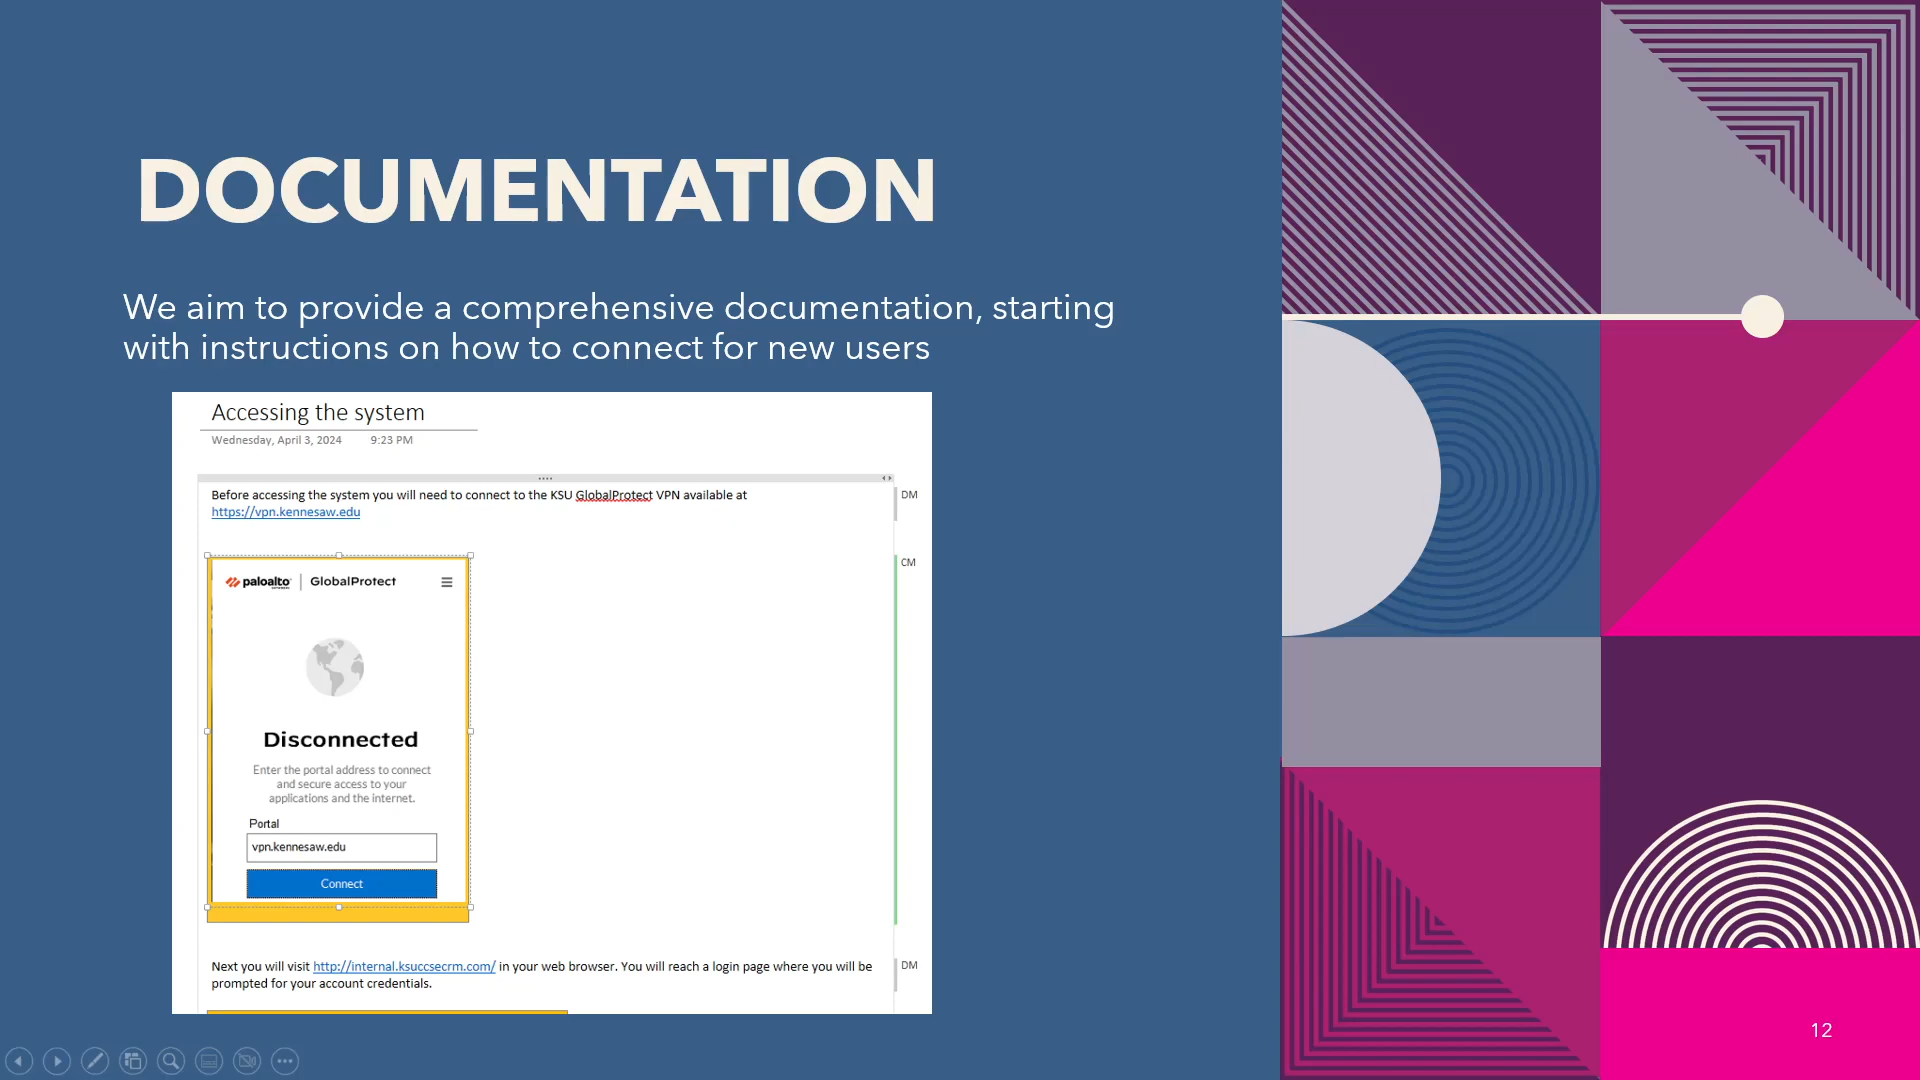 DOCUMENTATION
We aim to provide a comprehensive documentation, starting
with instructions on how to connect for new users
Accessing the system
Wednesday, April 3, 2024 9:23 PM
Before accessing the system you will need to connect to the KSU GlobalProtect VPN available at
https://vpn.kennesaw.edu
DM
CM
paloalto GlobalProtect
Disconnected
Enter the portal address to connect
and secure access to your
applications and the internet.
Portal
vpn.kennesaw.edu
Connect
Next you will visit http://internal.ksuccsecrm.com/ in your web browser. You will reach a login page where you will be
prompted for your account credentials.
DM
12